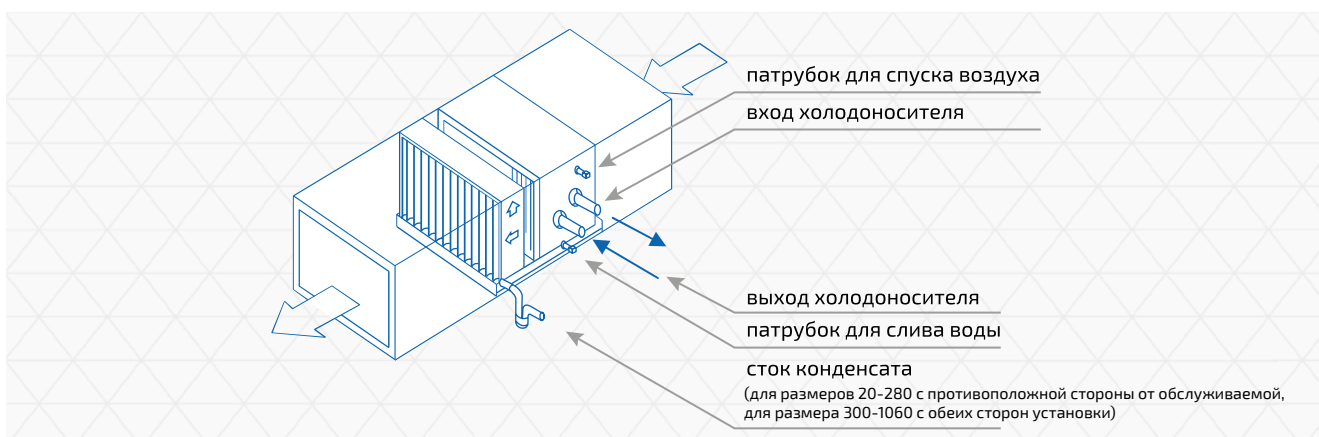 патрубок для спуска воздуха
вход холодоносителя
выход холодоносителя
патрубок для слива воды
сток конденсата
(для размеров 20-280 с противоположной стороны от обслуживаемой,
для размера 300-1060 с обеих сторон установки)